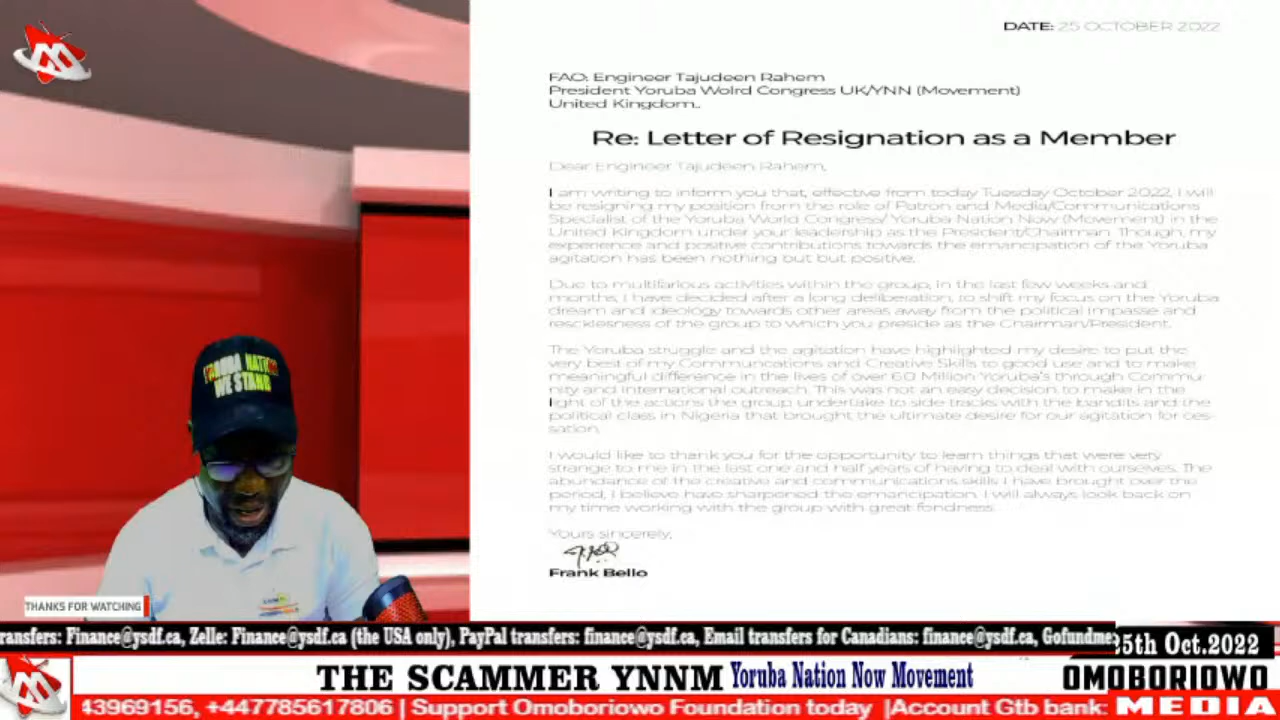 DATE: 25 OCTOBER 2022
FAO: Engineer Tajudeen Rahem
President Yoruba Wolrd Congress UK/YNN (Movement)
United Kingdom..
Re: Letter of Resignation as a Member
Dear Engineer Tajudeen Rahem,
I am writing to inform you that, effective from today Tuesday October 2022, I will
be resigning my position from the role of Patron and Media/Communications
Specialist of the Yoruba World Congress/ Yoruba Nation Now (Movement) in the
United Kingdom under your leadership as the President/Chairman. Though, my
experience and positive contributions towards the emancipation of the Yoruba
agitation has been nothing but but positive.
Due to multifarious activities within the group, in the last few weeks and
months, I have decided after a long deliberation, to shift my focus on the Yoruba
dream and ideology towards other areas away from the political impasse and
rescklesness of the group to which you preside as the Chairman/President.
The Yoruba struggle and the agitation have highlighted my desire to put the
very best of my Communcations and Creative Skills to good use and to make
meaningful difference in the lives of over 60 Million Yoruba's through Commu
nity and International outreach. This was not an easy decision to make in the
light of the actions the group undertake to side tracks with the bandits and the
political class in Nigeria that brought the ultimate desire for our agitation for ces-
sation.
I would like to thank you for the opportunity to learn things that were very
strange to me in the last one and half years of having to deal with ourselves. The
abundance of the creative and communications skills I have brought over the
period, I believe have sharpened the emancipation. I will always look back on
my time working with the group with great fondness.
Yours sincerely,
Frank Bello
YORUBA NATION
WE STAND
THANKS FOR WATCHING
ransfers: Finance@ysdf.ca, Zelle: Finance@ysdf.ca (the USA only), PayPal transfers: finance@ysdf.ca, Email transfers for Canadians: finance@ysdf.ca, Gofundme
25th Oct.2022
THE SCAMMER YNNM Yoruba Nation Now Movement
OMOBORIOWO
MEDIA
43969156, +447785617806 | Support Omoboriowo Foundation today |Account Gtb bank: